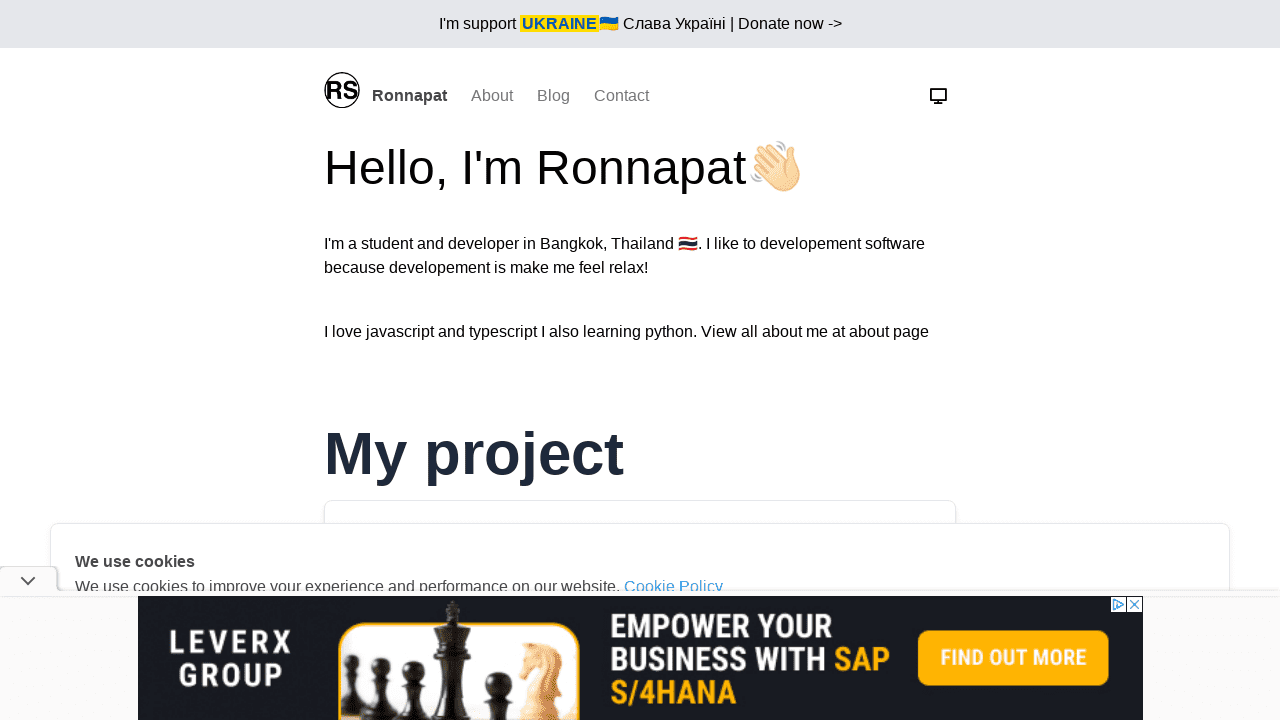 I'm support UKRAINE🇺🇦 Слава Україні | Donate now ->
RS Ronnapat About Blog Contact
Hello, I'm Ronnapat👋🏻
I'm a student and developer in Bangkok, Thailand 🇹🇭. I like to developement software
because developement is make me feel relax!
I love javascript and typescript I also learning python. View all about me at about page
My project
We use cookies
We use cookies to improve your experience and performance on our website. Cookie Policy
LEVERX
GROUP
EMPOWER YOUR
BUSINESS WITH SAP
S/4HANA
FIND OUT MORE